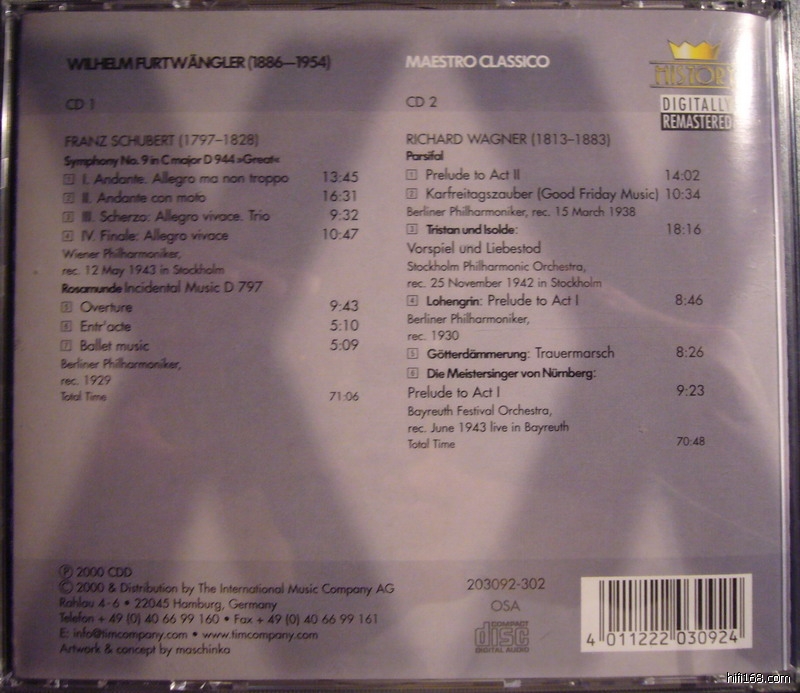 WILHELM FURTWÄNGLER (1886–1954)
CD 1
FRANZ SCHUBERT (1797–1828)
Symphony No. 9 in C major D 944 »Great«
1 I. Andante. Allegro ma non troppo 13:45
2 II. Andante con moto 16:31
3 III. Scherzo: Allegro vivace. Trio 9:32
4 IV. Finale: Allegro vivace 10:47
Wiener Philharmoniker,
rec. 12 May 1943 in Stockholm
Rosamunde Incidental Music D 797
5 Overture 9:43
6 Entr'acte 5:10
7 Ballet music 5:09
Berliner Philharmoniker,
rec. 1929
Total Time 71:06
MAESTRO CLASSICO
CD 2
RICHARD WAGNER (1813–1883)
Parsifal
1 Prelude to Act II 14:02
2 Karfreitagszauber (Good Friday Music) 10:34
Berliner Philharmoniker, rec. 15 March 1938
3 Tristan und Isolde: 18:16
Vorspiel und Liebestod
Stockholm Philharmonic Orchestra,
rec. 25 November 1942 in Stockholm
4 Lohengrin: Prelude to Act I 8:46
Berliner Philharmoniker,
rec. 1930
5 Götterdämmerung: Trauermarsch 8:26
6 Die Meistersinger von Nürnberg:
Prelude to Act I 9:23
Bayreuth Festival Orchestra,
rec. June 1943 live in Bayreuth
Total Time 70:48
HISTORY
DIGITALLY
REMASTERED
℗ 2000 CDD
© 2000 & Distribution by The International Music Company AG
Rahlau 4-6 • 22045 Hamburg, Germany
Telefon + 49 (0) 40 66 99 160 • Fax + 49 (0) 40 66 99 161
E: info@timcompany.com • www.timcompany.com
Artwork & concept by maschinka
203092-302
OSA
COMPACT
disc
DIGITAL AUDIO
4 011222 030924
hifi168.com